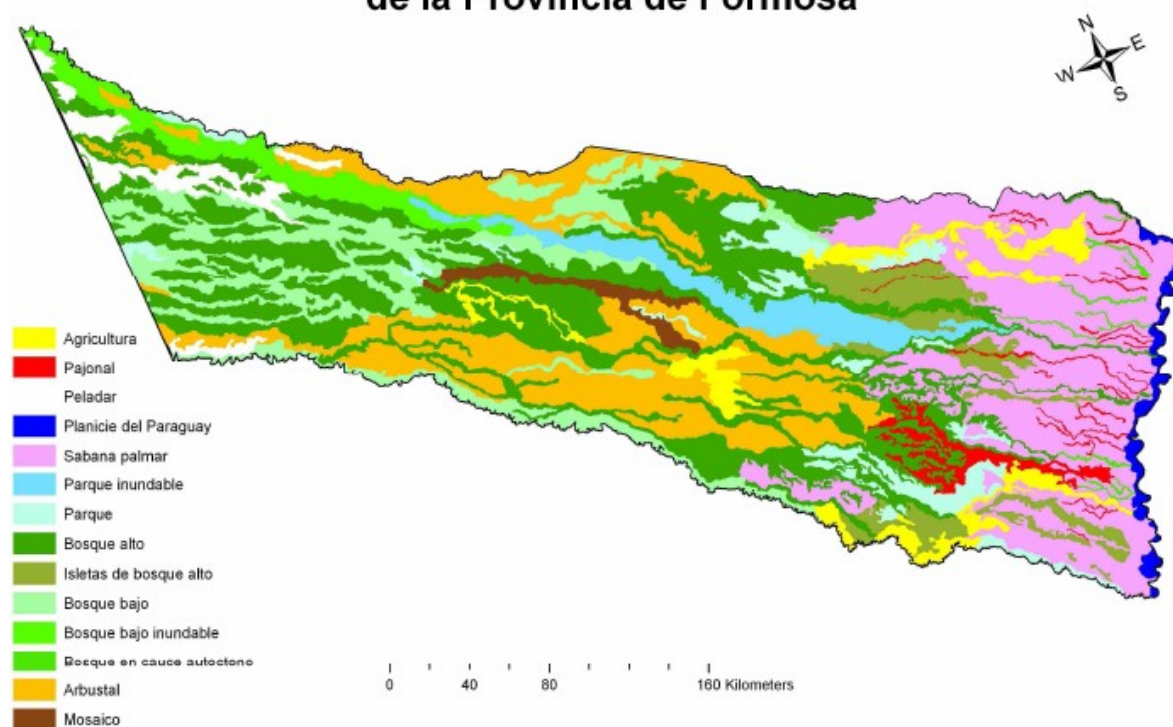 de la Provincia de Formosa
N
E
W
S
Agricultura
Pajonal
Peladar
Planicie del Paraguay
Sabana palmar
Parque inundable
Parque
Bosque alto
Isletas de bosque alto
Bosque bajo
Bosque bajo inundable
Bosque en cauce autoctono
Arbustal
Mosaico
0 40 80 160 Kilometers